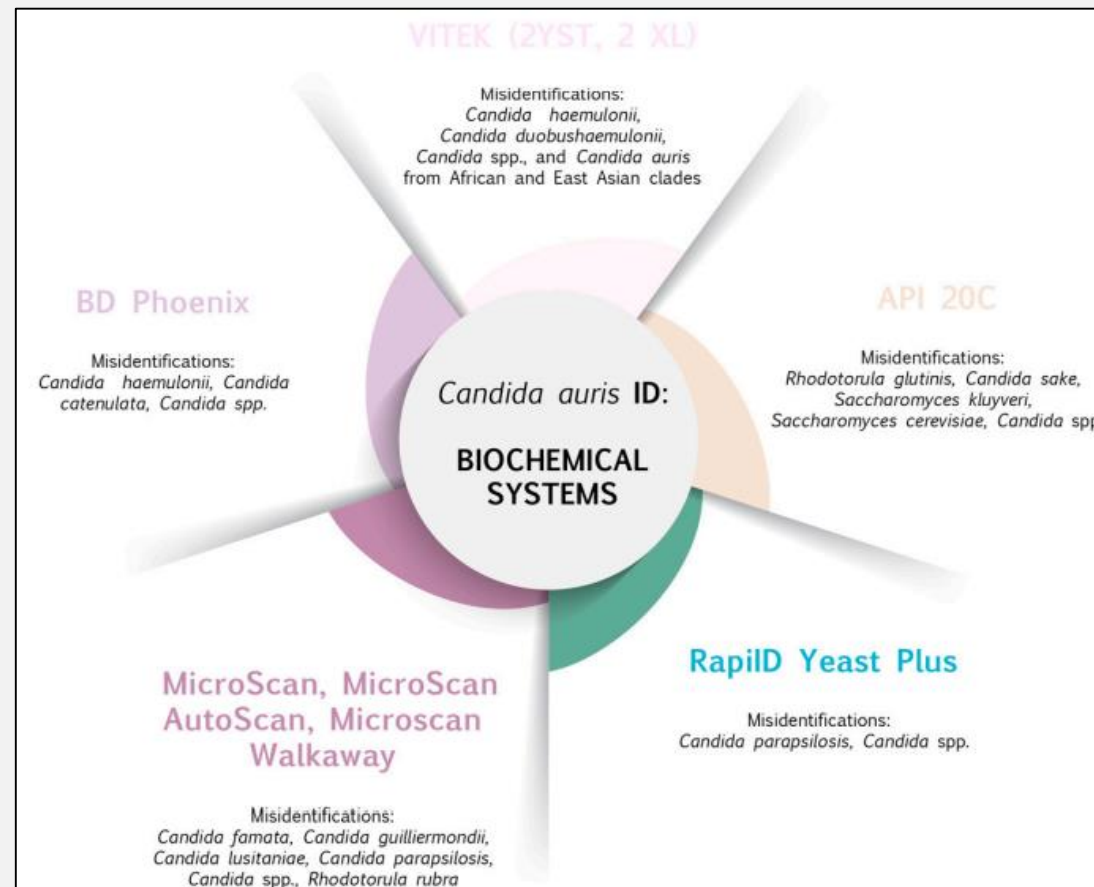 VITEK (2YST, 2 XL)
Misidentifications:
Candida haemulonii,
Candida duobushaemulonii,
Candida spp., and Candida auris
from African and East Asian clades
BD Phoenix
Misidentifications:
Candida haemulonii, Candida
catenulata, Candida spp.
API 20C
Misidentifications:
Rhodotorula glutinis, Candida sake,
Saccharomyces kluyveri,
Saccharomyces cerevisiae, Candida spp
Candida auris ID:
BIOCHEMICAL
SYSTEMS
MicroScan, MicroScan
AutoScan, Microscan
Walkaway
Misidentifications:
Candida famata, Candida guilliermondii,
Candida lusitaniae, Candida parapsilosis,
Candida spp., Rhodotorula rubra
RapilD Yeast Plus
Misidentifications:
Candida parapsilosis, Candida spp.